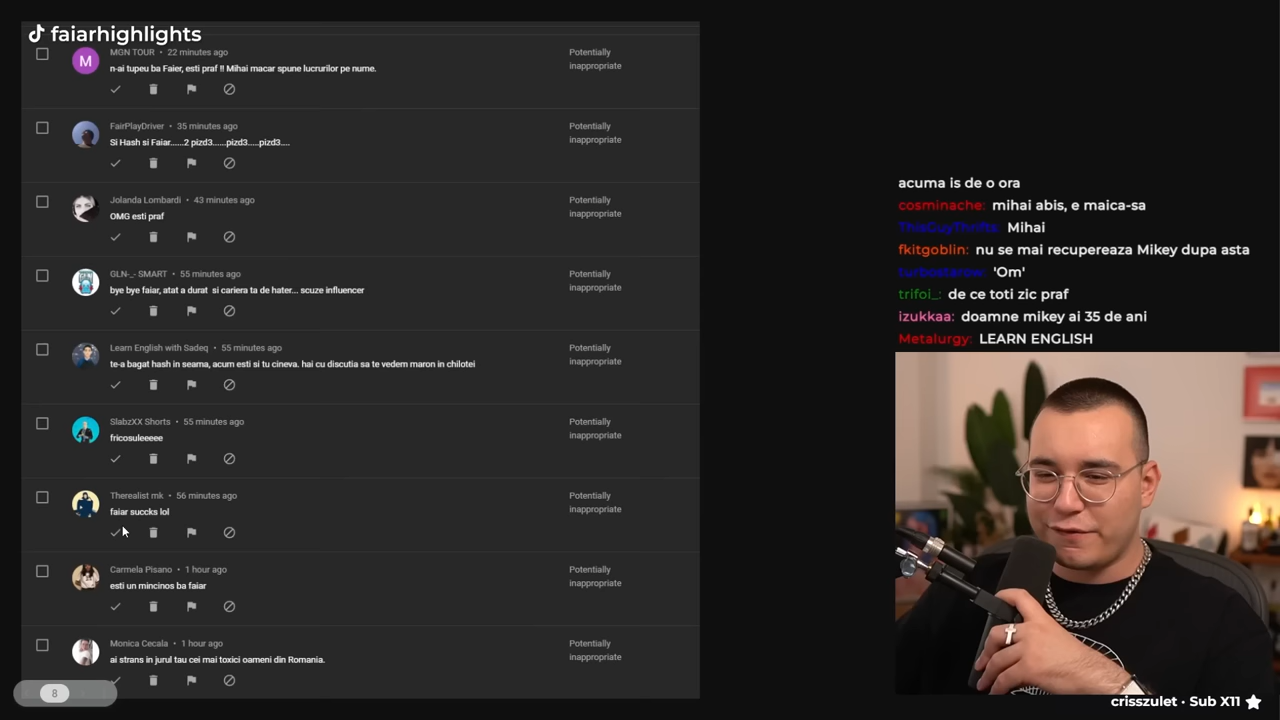 faiarhighlights
MGN TOUR • 22 minutes ago
n-ai tupeu ba Faier, esti praf !! Mihai macar spune lucrurilor pe nume.
Potentially
inappropriate
FairPlayDriver • 35 minutes ago
Si Hash si Faiar......2 pizd3......pizd3.....pizd3....
Potentially
inappropriate
Jolanda Lombardi • 43 minutes ago
OMG esti praf
Potentially
inappropriate
GLN-_- SMART • 55 minutes ago
bye bye faiar, atat a durat si cariera ta de hater... scuze influencer
Potentially
inappropriate
Learn English with Sadeq • 55 minutes ago
te-a bagat hash in seama, acum esti si tu cineva. hai cu discutia sa te vedem maron in chilotei
Potentially
inappropriate
SlabzXX Shorts • 55 minutes ago
fricosuleeeee
Potentially
inappropriate
Therealist mk • 56 minutes ago
faiar succks lol
Potentially
inappropriate
Carmela Pisano • 1 hour ago
esti un mincinos ba faiar
Potentially
inappropriate
Monica Cecala • 1 hour ago
ai strans in jurul tau cei mai toxici oameni din Romania.
Potentially
inappropriate
8
M
acuma is de o ora
cosminache: mihai abis, e maica-sa
Mihai
fkitgoblin: nu se mai recupereaza Mikey dupa asta
'Om'
trifoi_: de ce toti zic praf
izukkaa: doamne mikey ai 35 de ani
Metalurgy: LEARN ENGLISH
crisszulet · Sub X11